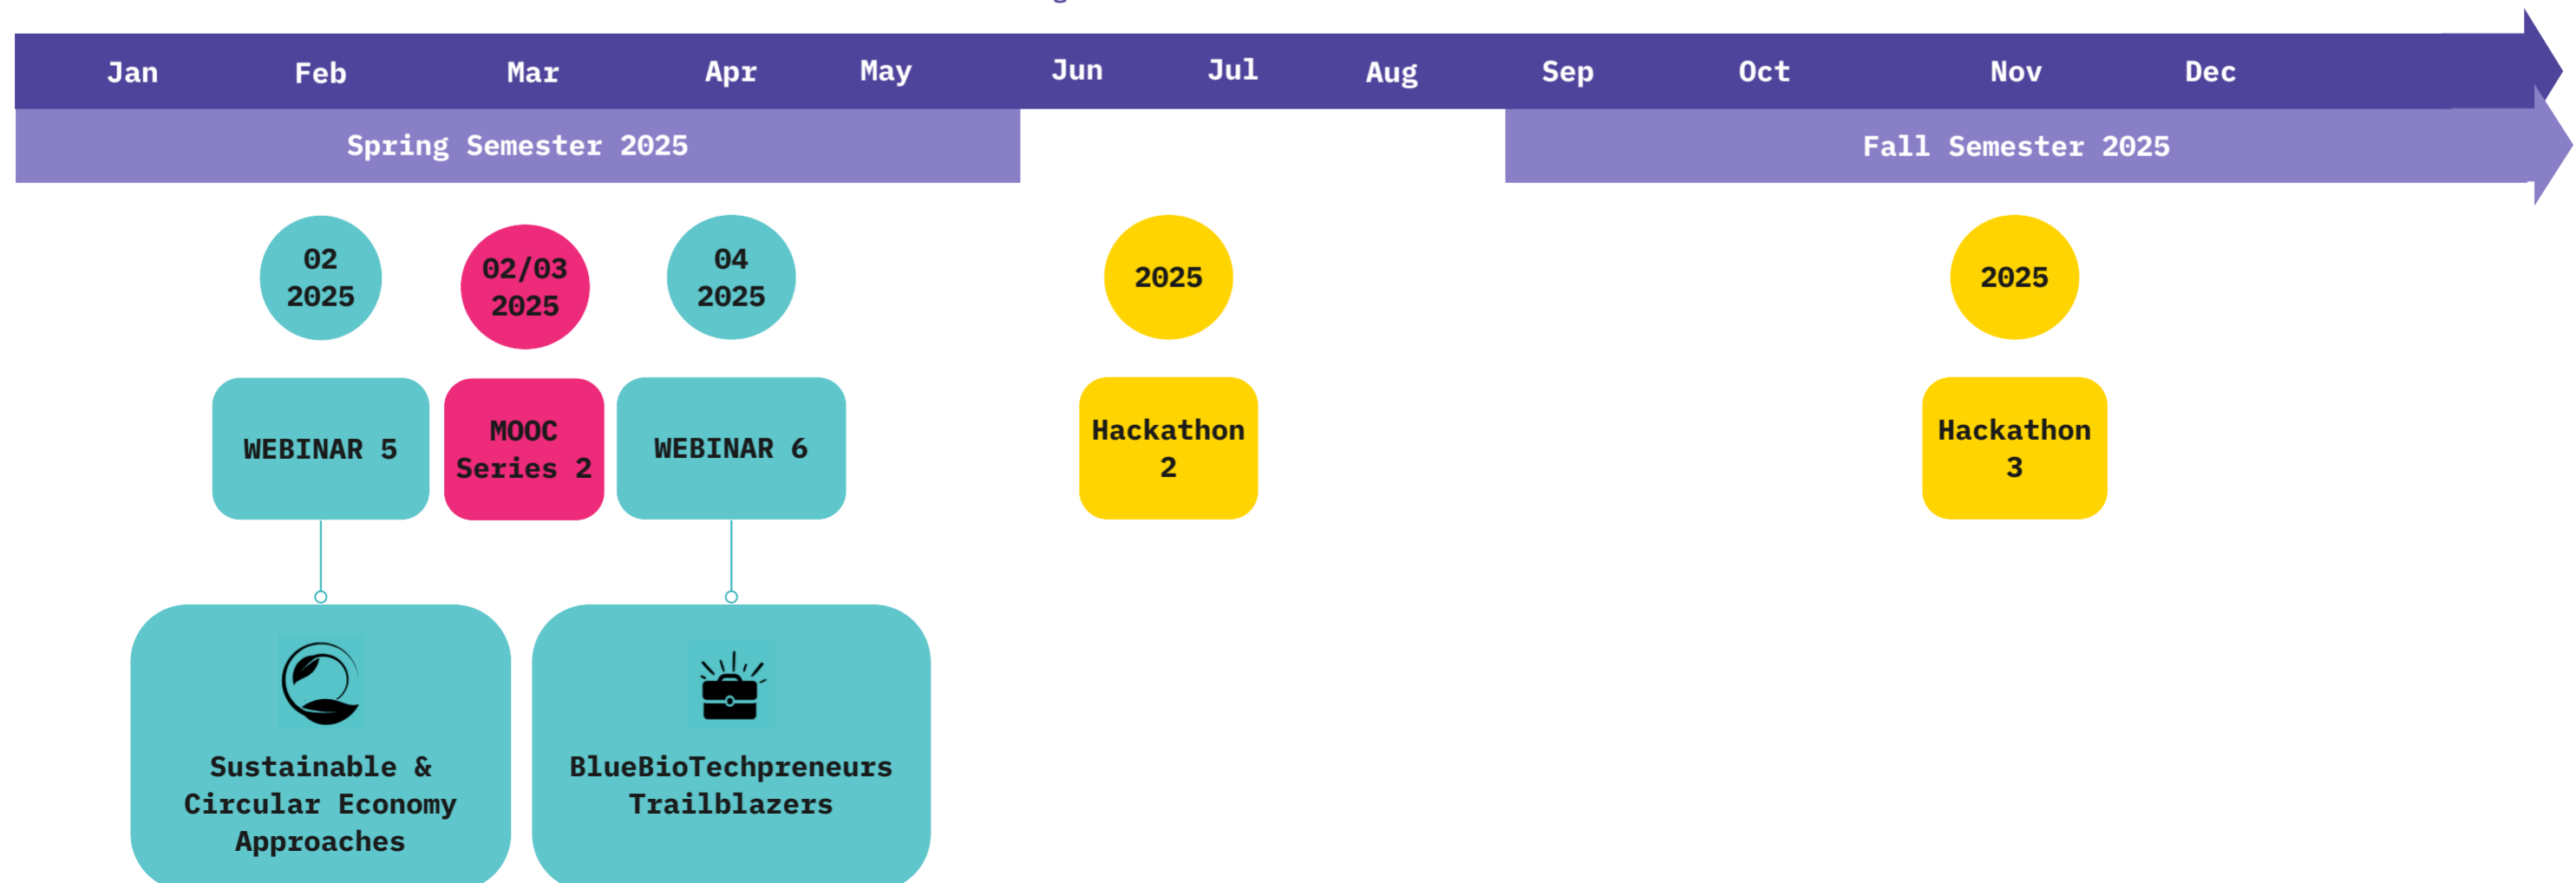 Jan Feb Mar Apr May Jun Jul Aug Sep Oct Nov Dec
Spring Semester 2025
Fall Semester 2025
02
2025
02/03
2025
04
2025
2025
2025
WEBINAR 5
MOOC
Series 2
WEBINAR 6
Hackathon
2
Hackathon
3
Sustainable &
Circular Economy
Approaches
BlueBioTechpreneurs
Trailblazers